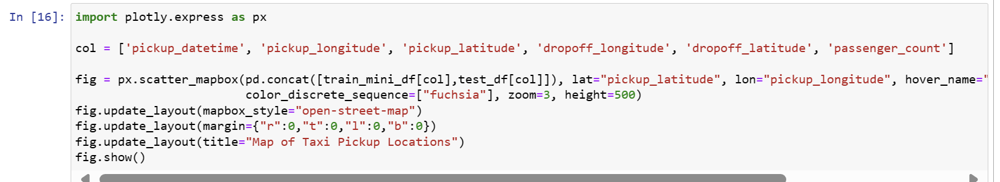 In [16]:
import plotly.express as px
col = ['pickup_datetime', 'pickup_longitude', 'pickup_latitude', 'dropoff_longitude', 'dropoff_latitude', 'passenger_count']
fig = px.scatter_mapbox(pd.concat([train_mini_df[col],test_df[col]]), lat="pickup_latitude", lon="pickup_longitude", hover_name="
color_discrete_sequence=["fuchsia"], zoom=3, height=500)
fig.update_layout(mapbox_style="open-street-map")
fig.update_layout(margin={"r":0,"t":0,"l":0,"b":0})
fig.update_layout(title="Map of Taxi Pickup Locations")
fig.show()